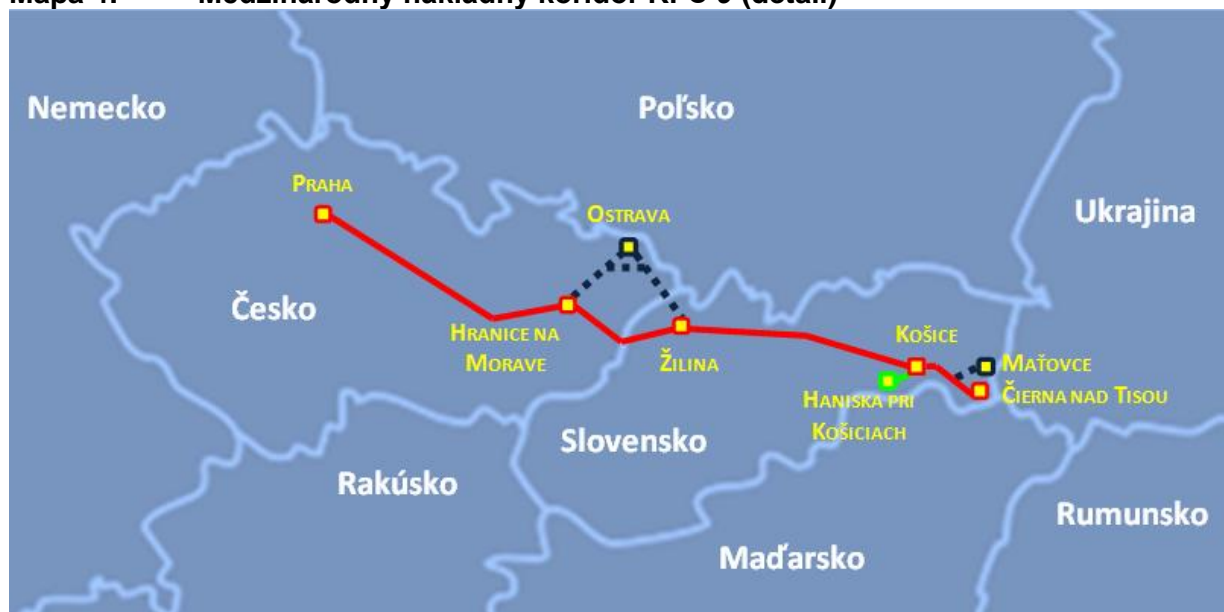 Nemecko
Poľsko
Praha
Ostrava
Ukrajina
Česko
Hranice na
Morave
Žilina
Košice
Maťovce
Haniska pri
Košiciach
Čierna nad Tisou
Slovensko
Rakúsko
Rumunsko
Maďarsko